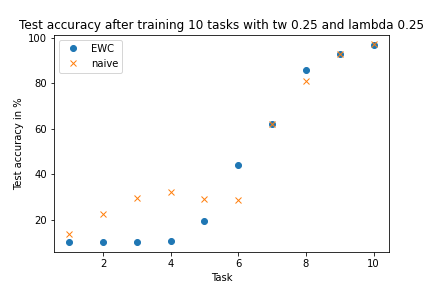 Test accuracy after training 10 tasks with tw 0.25 and lambda 0.25
EWC
naive
100
80
60
40
20
Test accuracy in %
2 4 6 8 10
Task